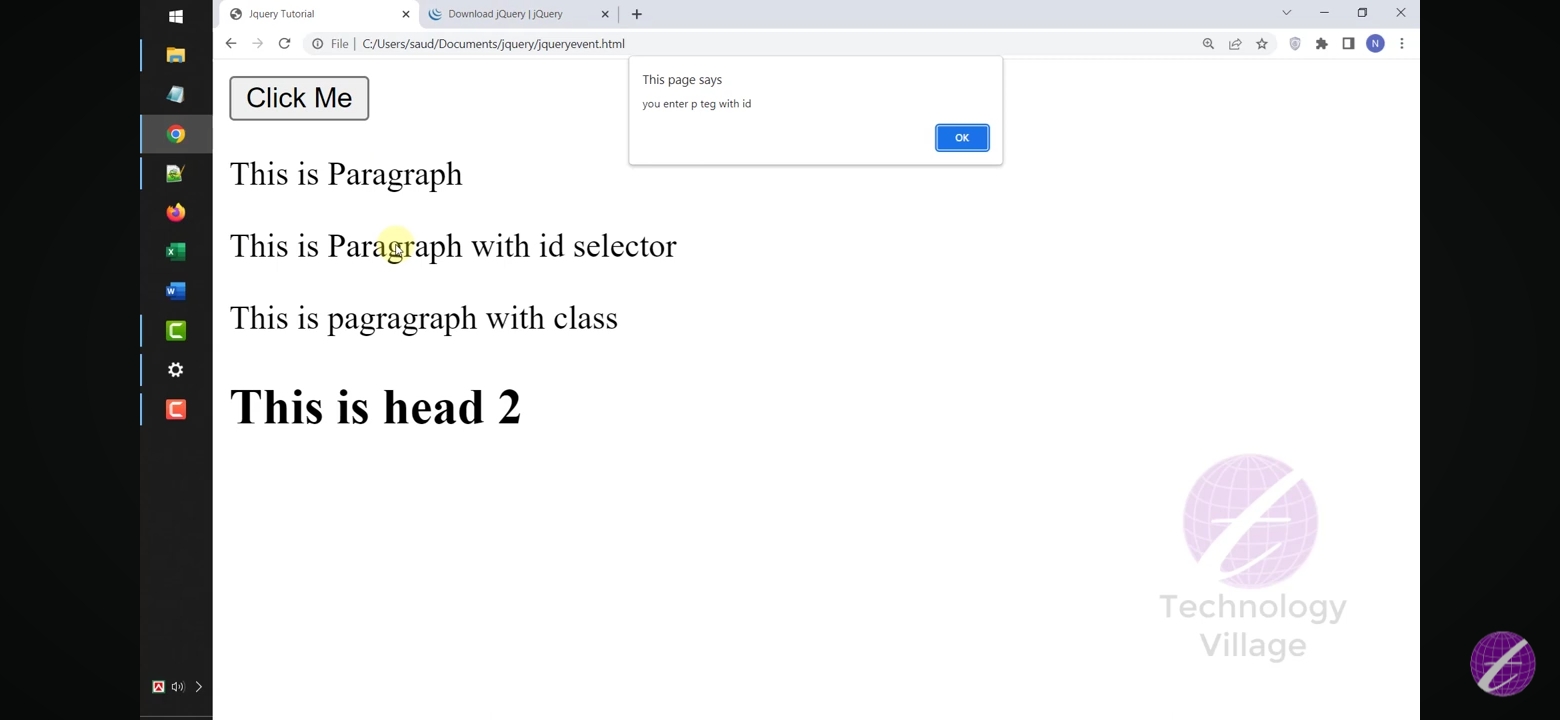 Jquery Tutorial
Download jQuery | jQuery
File
C:/Users/saud/Documents/jquery/jqueryevent.html
N
This page says
you enter p teg with id
OK
Click Me
This is Paragraph
This is Paragraph with id selector
This is pagragraph with class
This is head 2
Technology
Village